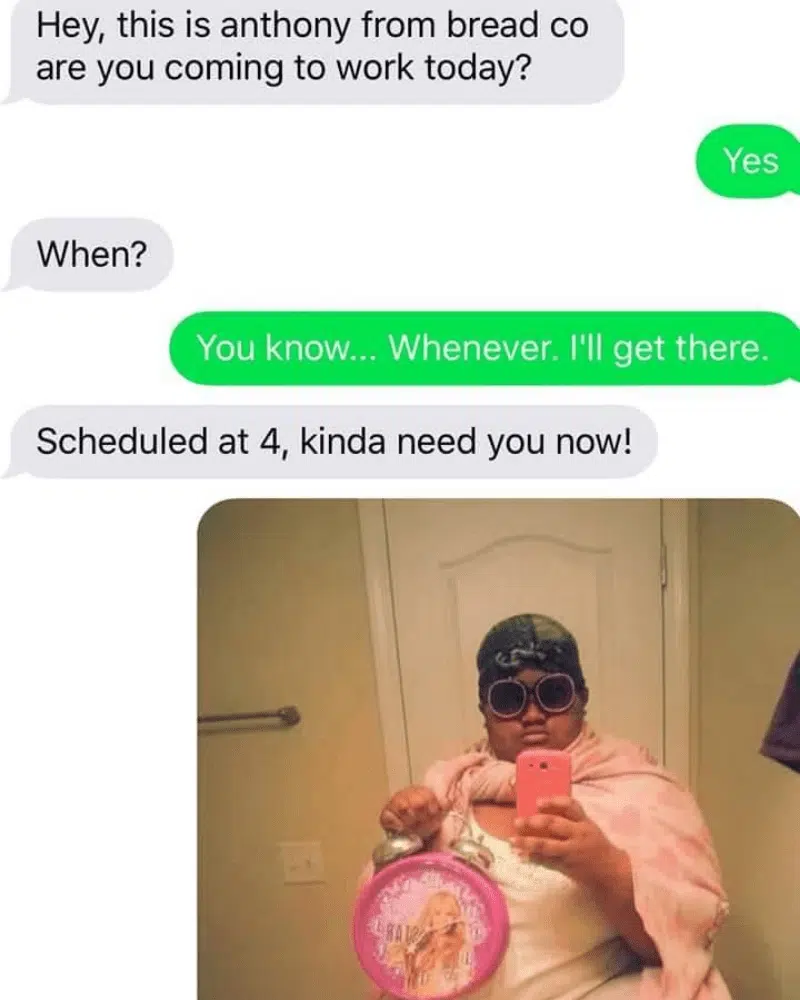 Hey, this is anthony from bread co
are you coming to work today?
Yes
When?
You know... Whenever. I'll get there.
Scheduled at 4, kinda need you now!